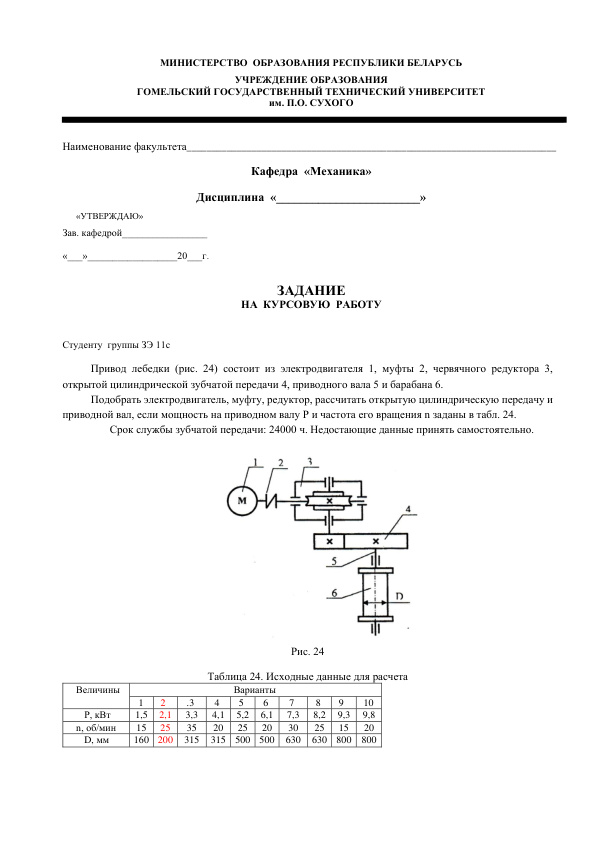 МИНИСТЕРСТВО ОБРАЗОВАНИЯ РЕСПУБЛИКИ БЕЛАРУСЬ
УЧРЕЖДЕНИЕ ОБРАЗОВАНИЯ
ГОМЕЛЬСКИЙ ГОСУДАРСТВЕННЫЙ ТЕХНИЧЕСКИЙ УНИВЕРСИТЕТ
им. П.О. СУХОГО
Наименование факультета____________________
Кафедра «Механика»
Дисциплина «________________________»
«УТВЕРЖДАЮ»
Зав. кафедрой_________________
«___»__________________20___г.
ЗАДАНИЕ
НА КУРСОВУЮ РАБОТУ
Студенту группы ЗЭ 11с
Привод лебедки (рис. 24) состоит из электродвигателя 1, муфты 2, червячного редуктора 3,
открытой цилиндрической зубчатой передачи 4, приводного вала 5 и барабана 6.
Подобрать электродвигатель, муфту, редуктор, рассчитать открытую цилиндрическую передачу и
приводной вал, если мощность на приводном валу P и частота его вращения n заданы в табл. 24.
Срок службы зубчатой передачи: 24000 ч. Недостающие данные принять самостоятельно.
1 2 3
М
4
5
6 D
Рис. 24
Таблица 24. Исходные данные для расчета
Величины Варианты
1 2 .3 4 5 6 7 8 9 10
P, кВт 1,5 2,1 3,3 4,1 5,2 6,1 7,3 8,2 9,3 9,8
n, об/мин 15 25 35 20 25 20 30 25 15 20
D, мм 160 200 315 315 500 500 630 630 800 800